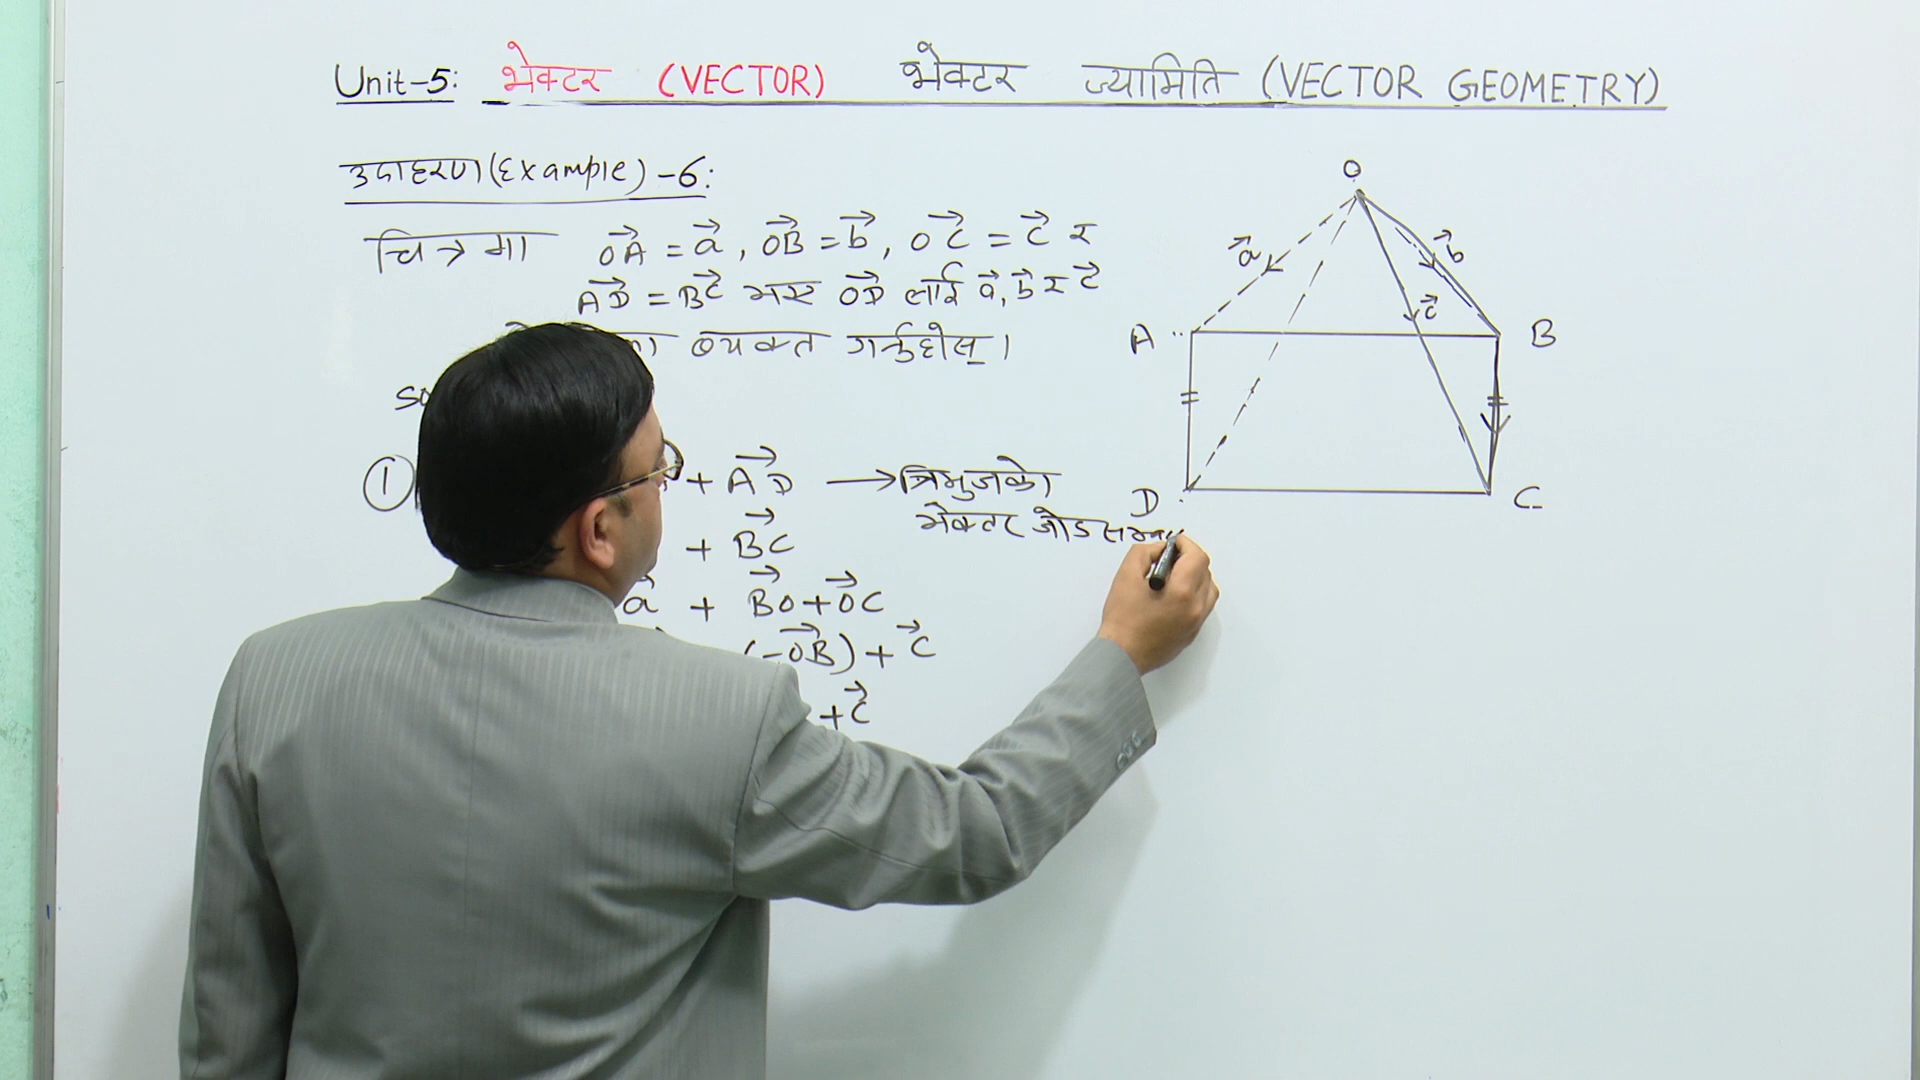 Unit-5: भेक्टर (VECTOR) भेक्टर ज्यामिति (VECTOR GEOMETRY)
उदाहरण (Example) -6:
चित्रमा OA⃗ = a⃗, OB⃗ = b⃗, OC⃗ = c⃗ र
AD⃗ = BC⃗ भए OD⃗ लाई a⃗, b⃗ र c⃗
व्यक्त गर्नुहोस् ।
①
+ AD⃗ → त्रिभुजको
भेक्टर जोड
+ BC⃗
a⃗ + BO⃗ + OC⃗
(-OB⃗) + c⃗
+ c⃗
O
a⃗
b⃗
c⃗
A
B
D
C